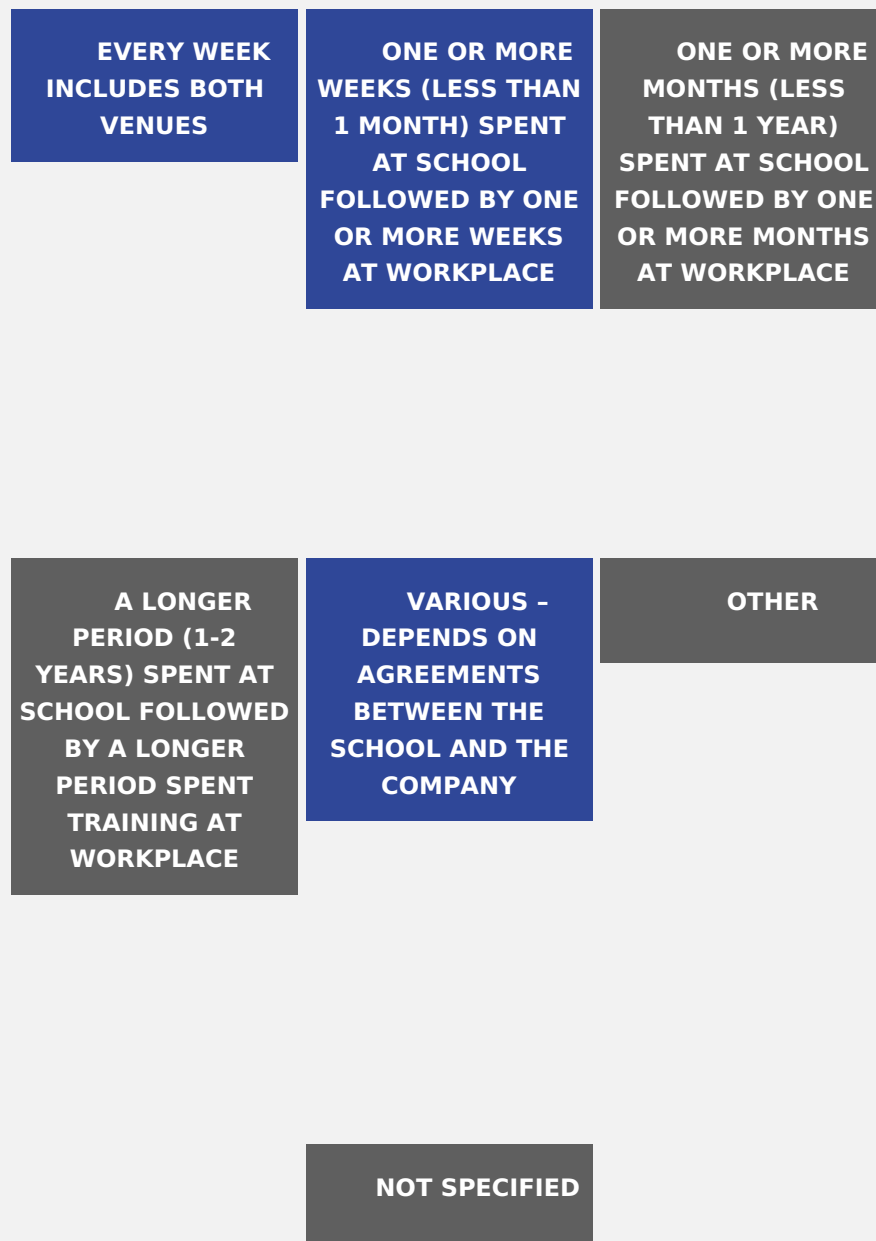 EVERY WEEK
INCLUDES BOTH
VENUES
ONE OR MORE
WEEKS (LESS THAN
1 MONTH) SPENT
AT SCHOOL
FOLLOWED BY ONE
OR MORE WEEKS
AT WORKPLACE
ONE OR MORE
MONTHS (LESS
THAN 1 YEAR)
SPENT AT SCHOOL
FOLLOWED BY ONE
OR MORE MONTHS
AT WORKPLACE
A LONGER
PERIOD (1-2
YEARS) SPENT AT
SCHOOL FOLLOWED
BY A LONGER
PERIOD SPENT
TRAINING AT
WORKPLACE
VARIOUS –
DEPENDS ON
AGREEMENTS
BETWEEN THE
SCHOOL AND THE
COMPANY
OTHER
NOT SPECIFIED